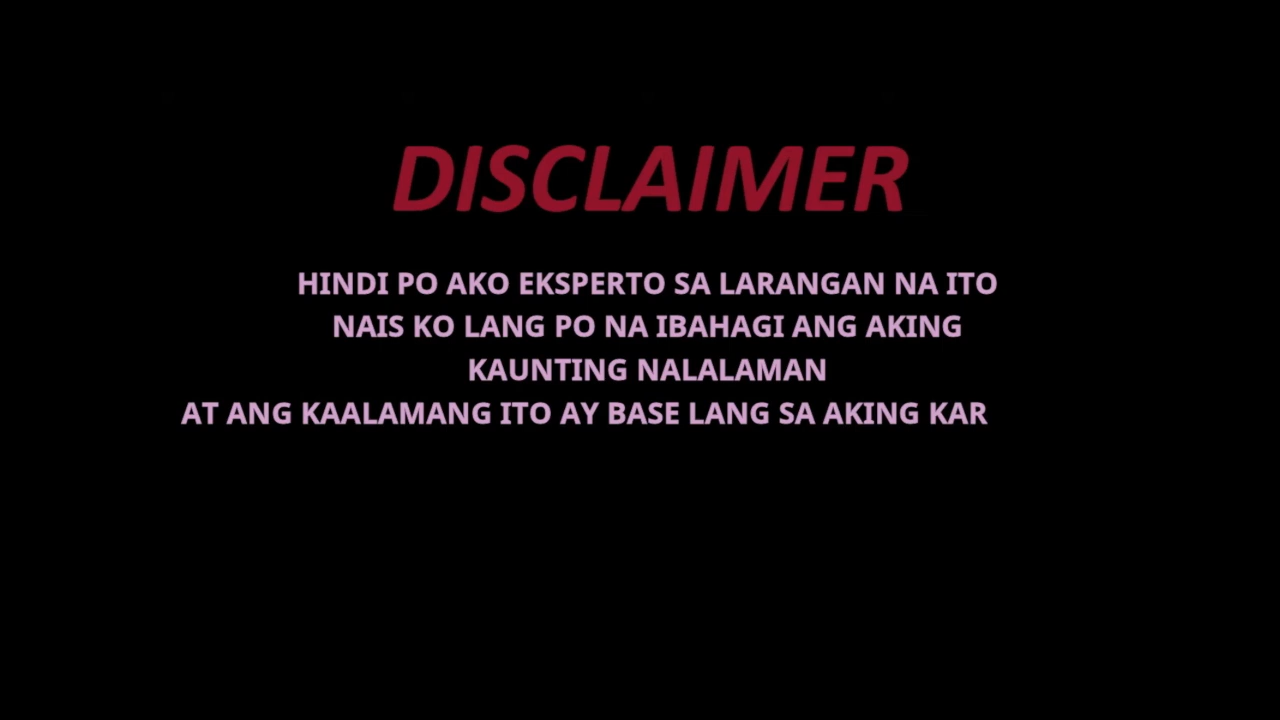 DISCLAIMER
HINDI PO AKO EKSPERTO SA LARANGAN NA ITO
NAIS KO LANG PO NA IBAHAGI ANG AKING
KAUNTING NALALAMAN
AT ANG KAALAMANG ITO AY BASE LANG SA AKING KAR